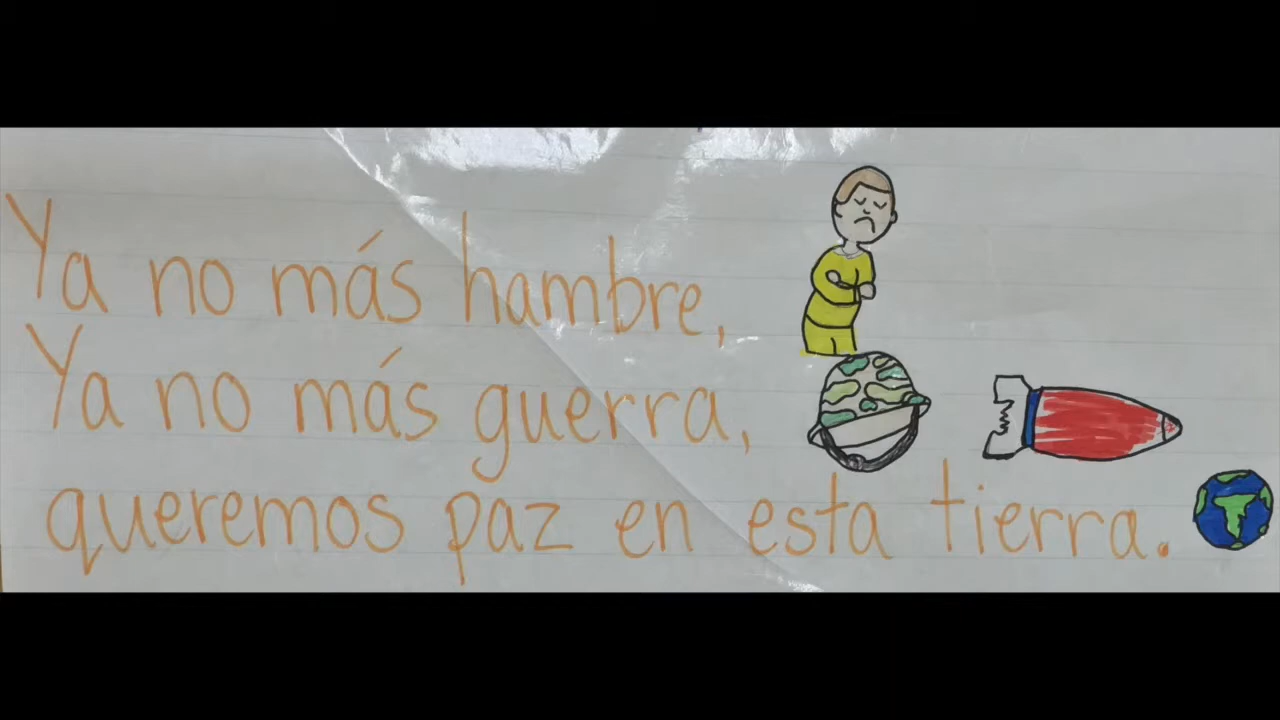 Ya no más hambre,
Ya no más guerra,
queremos paz en esta tierra.